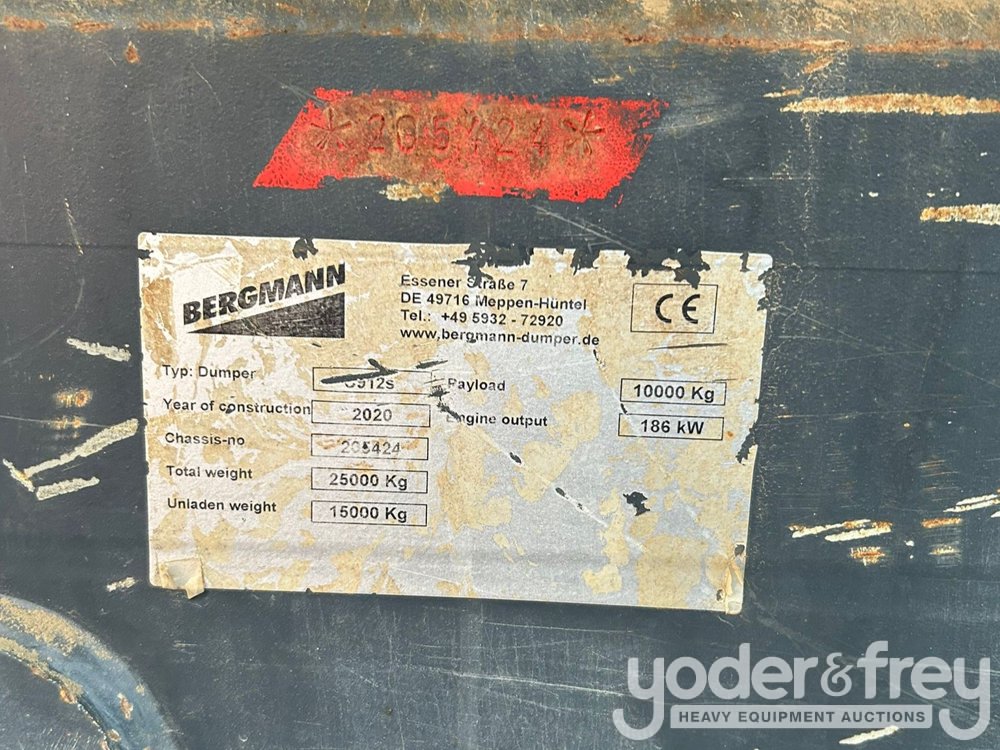 *205424*
BERGMANN
Essener Straße 7
DE 49716 Meppen-Hüntel
Tel.: +49 5932 - 72920
www.bergmann-dumper.de
CE
Typ: Dumper C912s
Year of construction 2020
Chassis-no 205424
Total weight 25000 Kg
Unladen weight 15000 Kg
Payload 10000 Kg
Engine output 186 kW
yoder&frey
HEAVY EQUIPMENT AUCTIONS